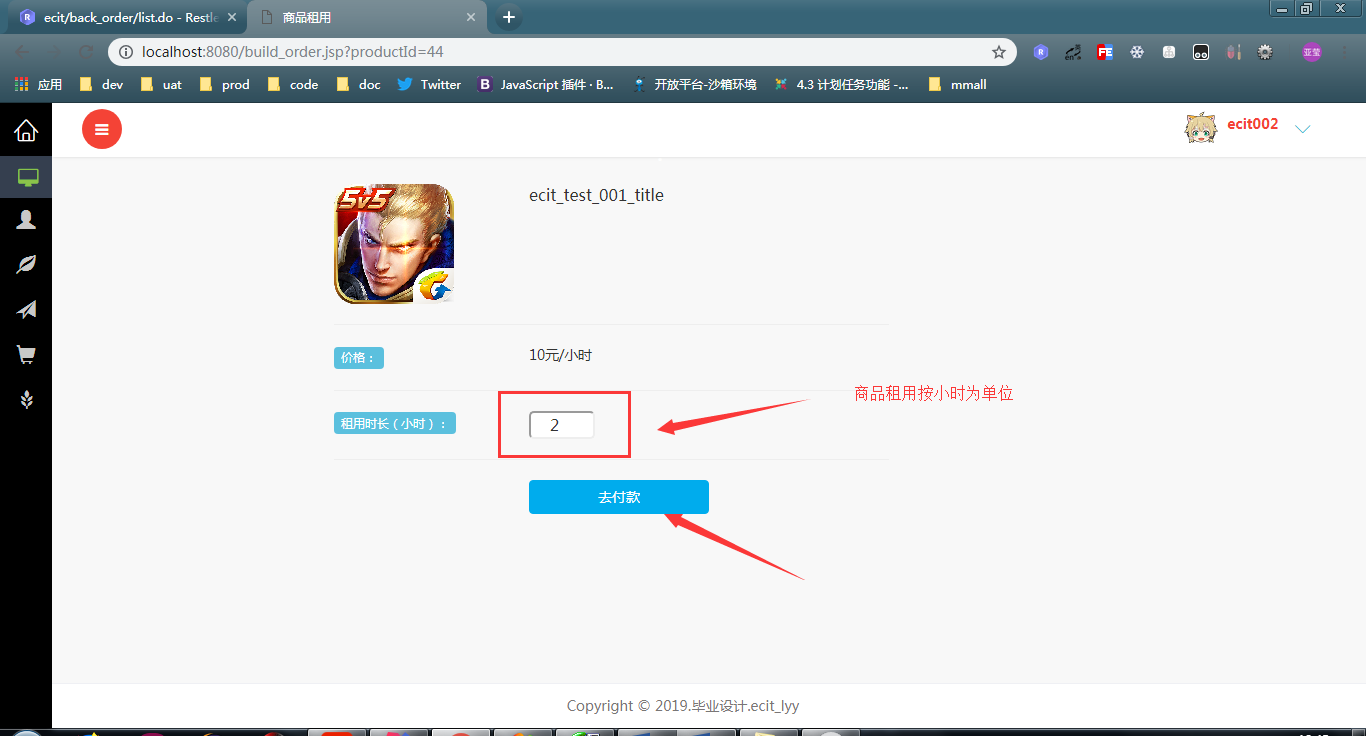 ecit/back_order/list.do - Restle
商品租用
localhost:8080/build_order.jsp?productId=44
应用 dev uat prod code doc Twitter JavaScript 插件 · B... 开放平台-沙箱环境 4.3 计划任务功能 -... mmall
ecit002
5v5
ecit_test_001_title
价格：
10元/小时
商品租用按小时为单位
租用时长（小时）：
2
去付款
Copyright © 2019.毕业设计.ecit_lyy